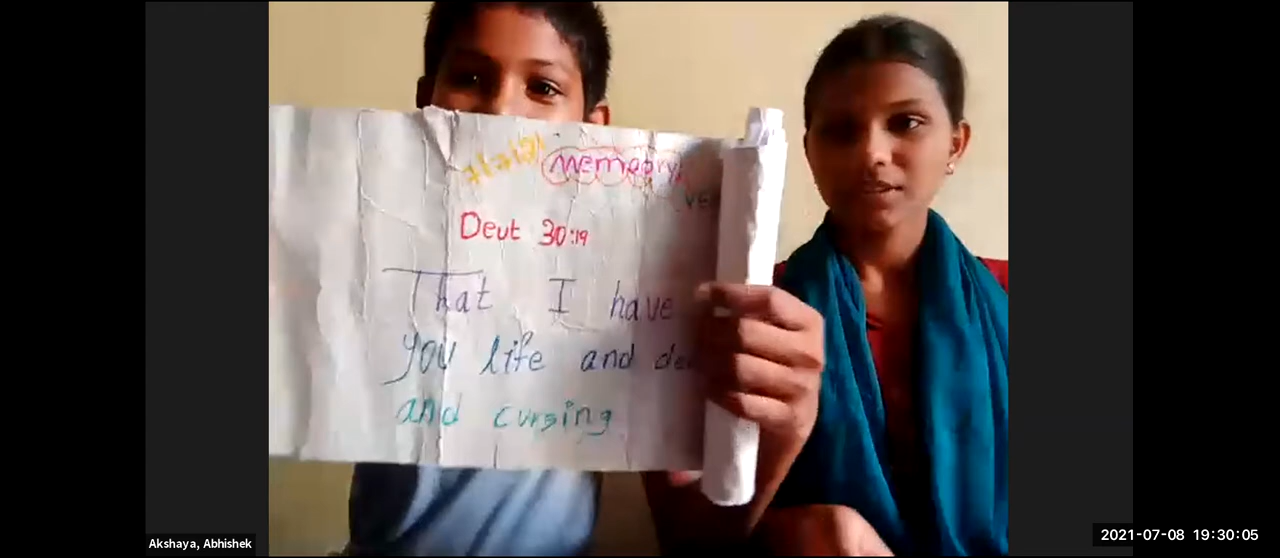 Memory
Deut 30:19
That I have
you life and
and cursing
Akshaya, Abhishek
2021-07-08 19:30:05